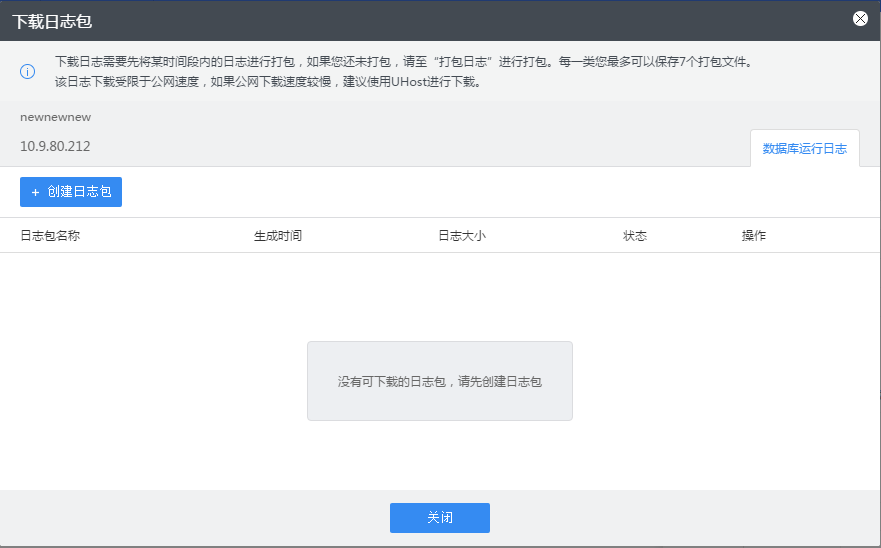 下载日志包
下载日志需要先将某时间段内的日志进行打包，如果您还未打包，请至“打包日志”进行打包。每一类您最多可以保存7个打包文件。
该日志下载受限于公网速度，如果公网下载速度较慢，建议使用UHost进行下载。
newnewnew
10.9.80.212
数据库运行日志
+ 创建日志包
日志包名称 生成时间 日志大小 状态 操作
没有可下载的日志包，请先创建日志包
关闭